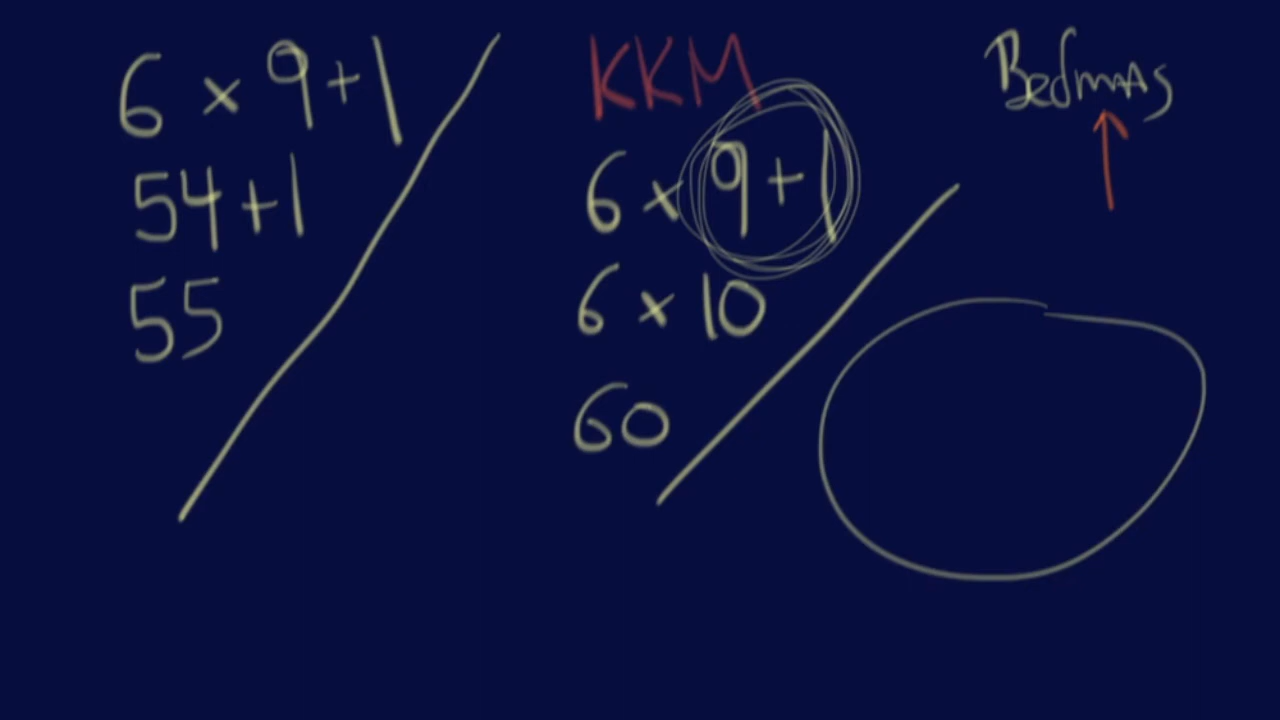 6 × 9 + 1
54 + 1
55
KKM
6 × 9 + 1
6 × 10
60
Bedmas